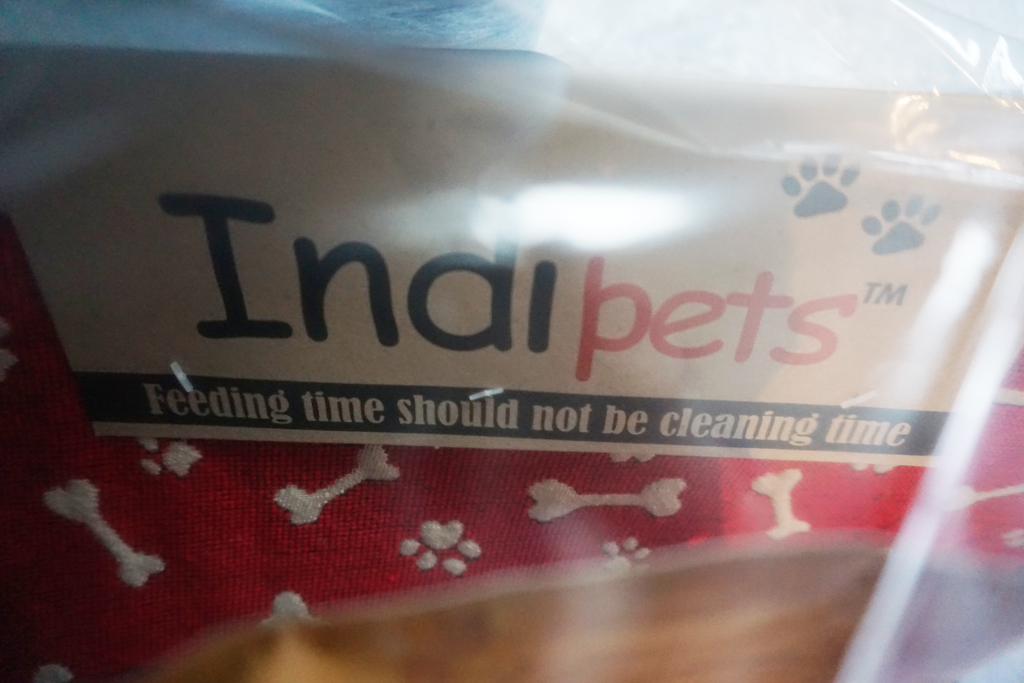 Indipets™
Feeding time should not be cleaning time